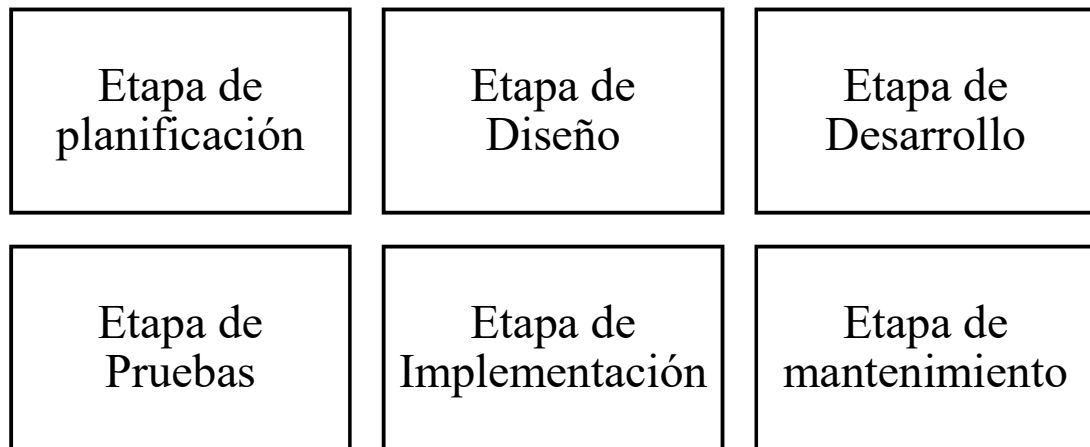 Etapa de
planificación
Etapa de
Diseño
Etapa de
Desarrollo
Etapa de
Pruebas
Etapa de
Implementación
Etapa de
mantenimiento